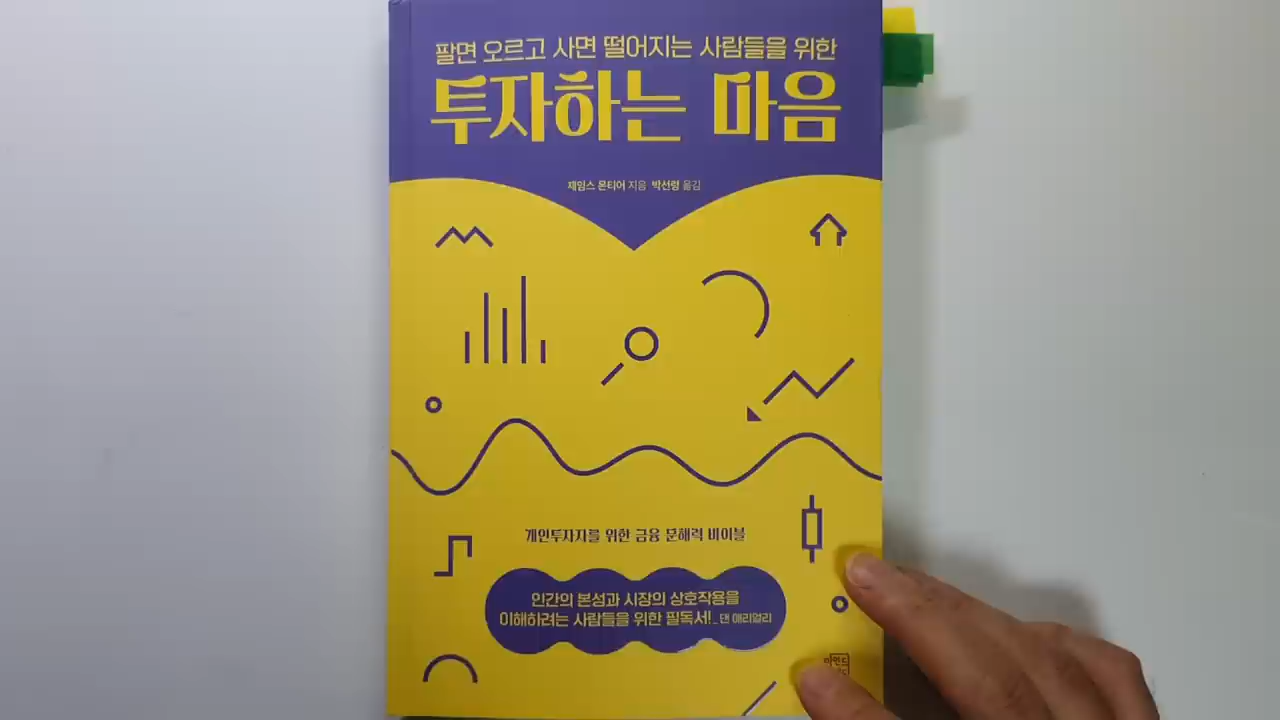 팔면 오르고 사면 떨어지는 사람들을 위한
투자하는 마음
제임스 몬티어 지음 박선령 옮김
개인투자자를 위한 금융 문해력 바이블
인간의 본성과 시장의 상호작용을
이해하려는 사람들을 위한 필독서!_댄 애리얼리